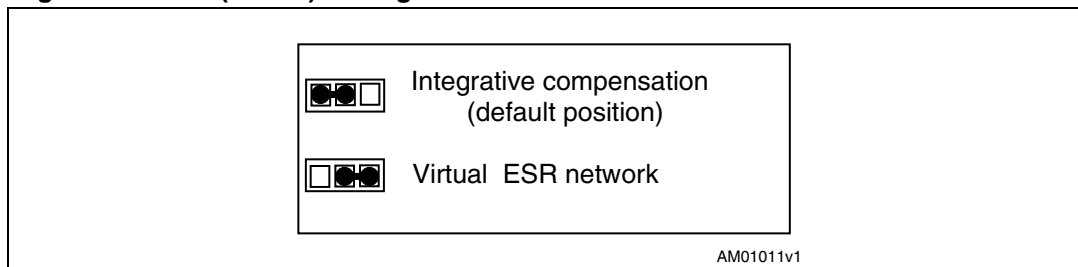 Integrative compensation
(default position)
Virtual ESR network
AM01011v1